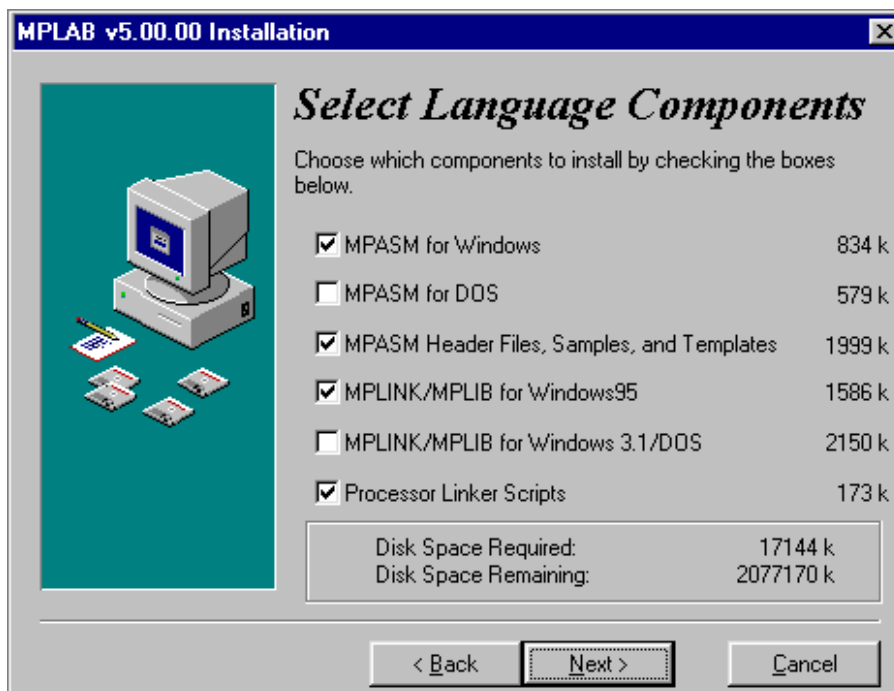 MPLAB v5.00.00 Installation
Select Language Components
Choose which components to install by checking the boxes
below.
MPASM for Windows 834 k
MPASM for DOS 579 k
MPASM Header Files, Samples, and Templates 1999 k
MPLINK/MPLIB for Windows95 1586 k
MPLINK/MPLIB for Windows 3.1/DOS 2150 k
Processor Linker Scripts 173 k
Disk Space Required: 17144 k
Disk Space Remaining: 2077170 k
< Back Next > Cancel